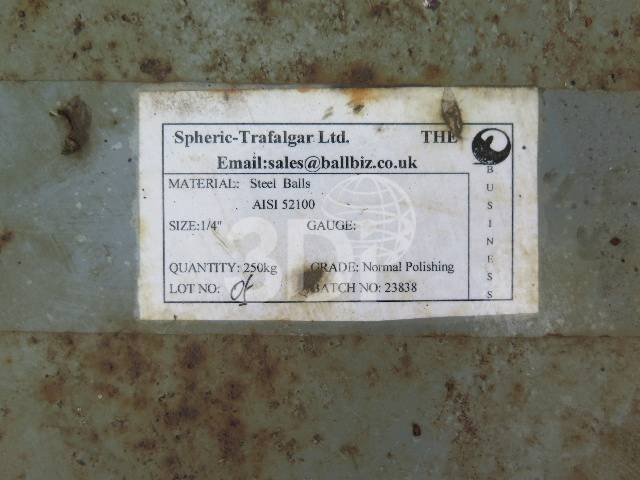 Spheric-Trafalgar Ltd. THE
Email:sales@ballbiz.co.uk
MATERIAL: Steel Balls
AISI 52100
SIZE:1/4" GAUGE:
QUANTITY: 250kg GRADE: Normal Polishing
LOT NO: BATCH NO: 23838
BUSINESS
3DP